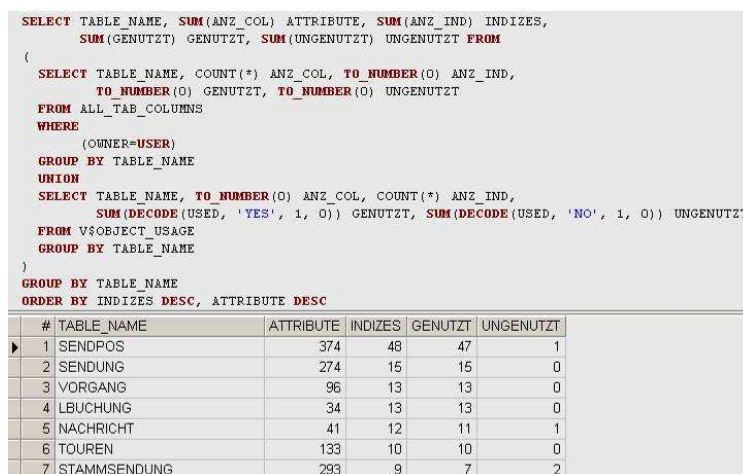 SELECT TABLE_NAME, SUM(ANZ_COL) ATTRIBUTE, SUM(ANZ_IND) INDIZES,
SUM(GENUTZT) GENUTZT, SUM(UNGENUTZT) UNGENUTZT FROM
(
SELECT TABLE_NAME, COUNT(*) ANZ_COL, TO_NUMBER(0) ANZ_IND,
TO_NUMBER(0) GENUTZT, TO_NUMBER(0) UNGENUTZT
FROM ALL_TAB_COLUMNS
WHERE
(OWNER=USER)
GROUP BY TABLE_NAME
UNION
SELECT TABLE_NAME, TO_NUMBER(0) ANZ_COL, COUNT(*) ANZ_IND,
SUM(DECODE(USED, 'YES', 1, 0)) GENUTZT, SUM(DECODE(USED, 'NO', 1, 0)) UNGENUTZT
FROM V$OBJECT_USAGE
GROUP BY TABLE_NAME
)
GROUP BY TABLE_NAME
ORDER BY INDIZES DESC, ATTRIBUTE DESC
# TABLE_NAME ATTRIBUTE INDIZES GENUTZT UNGENUTZT
1 SENDPOS 374 48 47 1
2 SENDUNG 274 15 15 0
3 VORGANG 96 13 13 0
4 LBUCHUNG 34 13 13 0
5 NACHRICHT 41 12 11 1
6 TOUREN 133 10 10 0
7 STAMMSENDUNG 293 9 7 2